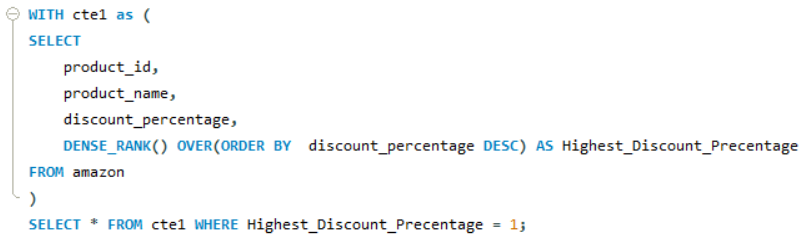 WITH cte1 as (
SELECT
product_id,
product_name,
discount_percentage,
DENSE_RANK() OVER(ORDER BY  discount_percentage DESC) AS Highest_Discount_Precentage
FROM amazon
)
SELECT * FROM cte1 WHERE Highest_Discount_Precentage = 1;